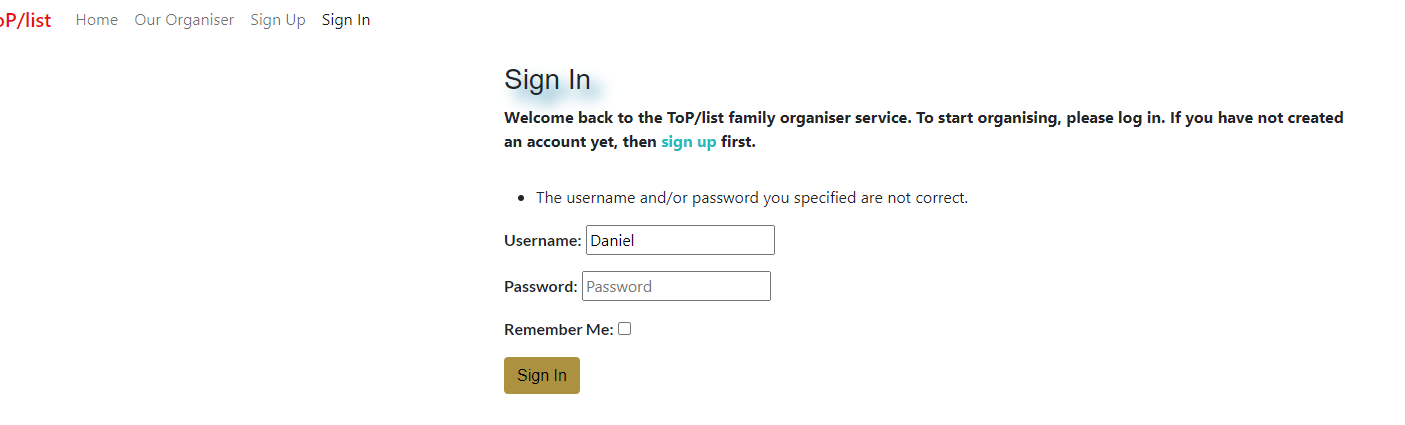 oP/list Home Our Organiser Sign Up Sign In
Sign In
Welcome back to the ToP/list family organiser service. To start organising, please log in. If you have not created
an account yet, then sign up first.
The username and/or password you specified are not correct.
Username: Daniel
Password: Password
Remember Me:
Sign In